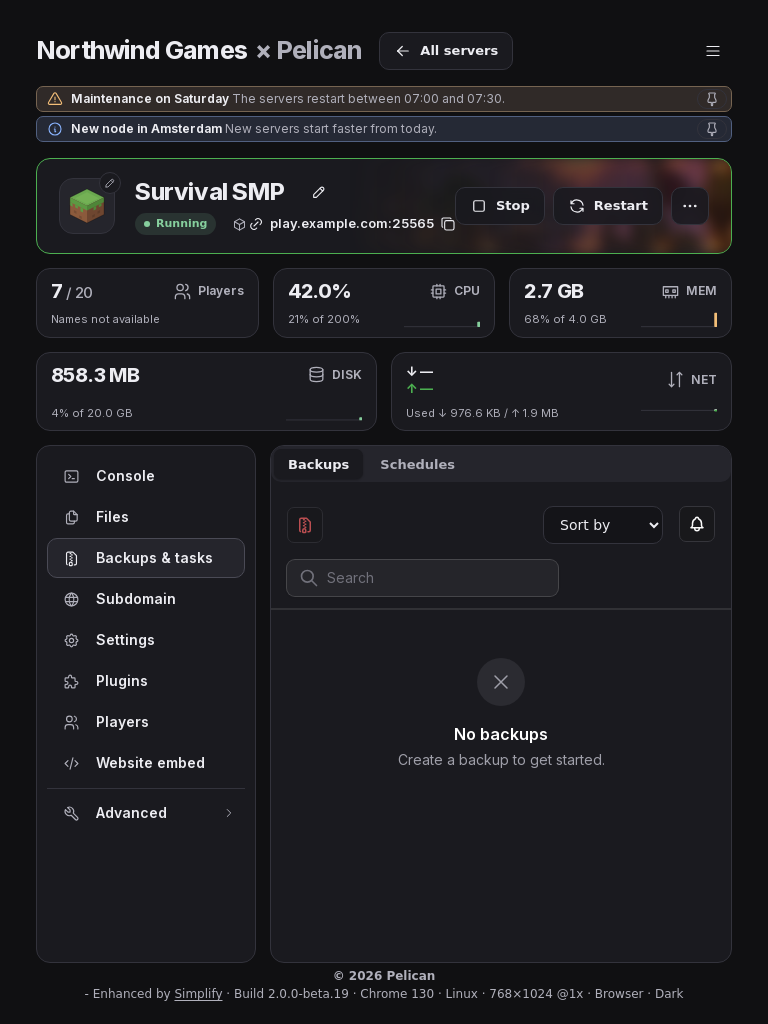 Northwind Games × Pelican
All servers
Maintenance on Saturday The servers restart between 07:00 and 07:30.
New node in Amsterdam New servers start faster from today.
Survival SMP
Running
play.example.com:25565
Stop
Restart
7 / 20
Players
Names not available
42.0%
CPU
21% of 200%
2.7 GB
MEM
68% of 4.0 GB
858.3 MB
DISK
4% of 20.0 GB
↓ —
↑ —
NET
Used ↓ 976.6 KB / ↑ 1.9 MB
Console
Files
Backups & tasks
Subdomain
Settings
Plugins
Players
Website embed
Advanced
Backups
Schedules
Sort by
Search
No backups
Create a backup to get started.
© 2026 Pelican
- Enhanced by Simplify · Build 2.0.0-beta.19 · Chrome 130 · Linux · 768×1024 @1x · Browser · Dark